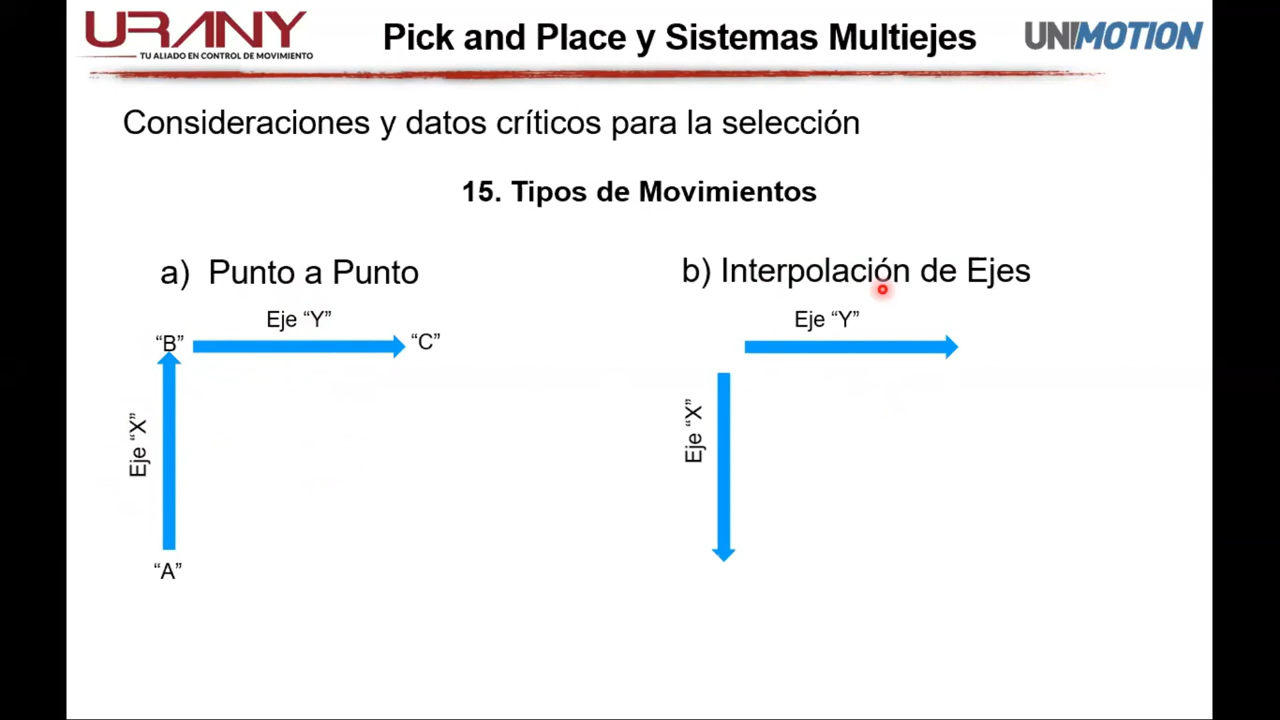 URANY
TU ALIADO EN CONTROL DE MOVIMIENTO
Pick and Place y Sistemas Multiejes
UNIMOTION
Consideraciones y datos críticos para la selección
15. Tipos de Movimientos
a) Punto a Punto
b) Interpolación de Ejes
Eje “Y”
“B”
“C”
Eje “X”
“A”
Eje “Y”
Eje “X”